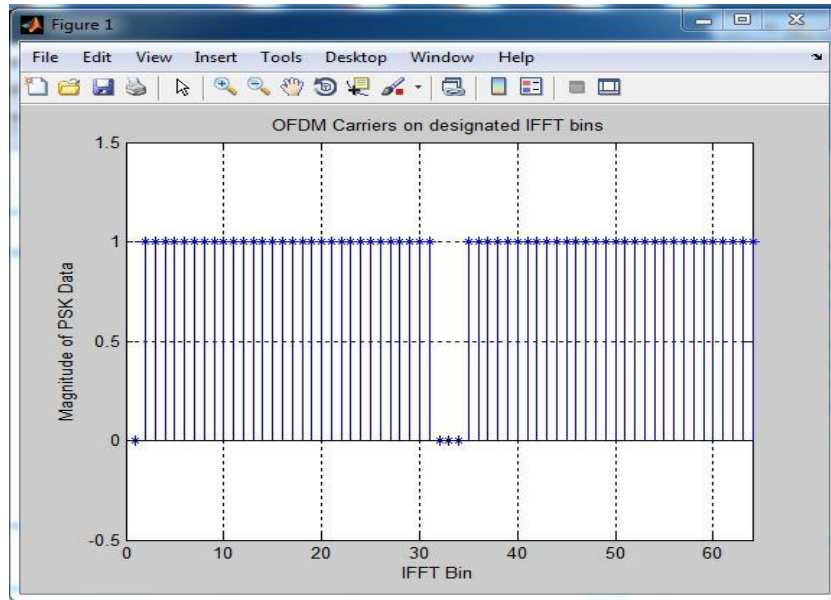 Figure 1
File Edit View Insert Tools Desktop Window Help
OFDM Carriers on designated IFFT bins
1.5
1
0.5
0
-0.5
Magnitude of PSK Data
0 10 20 30 40 50 60
IFFT Bin